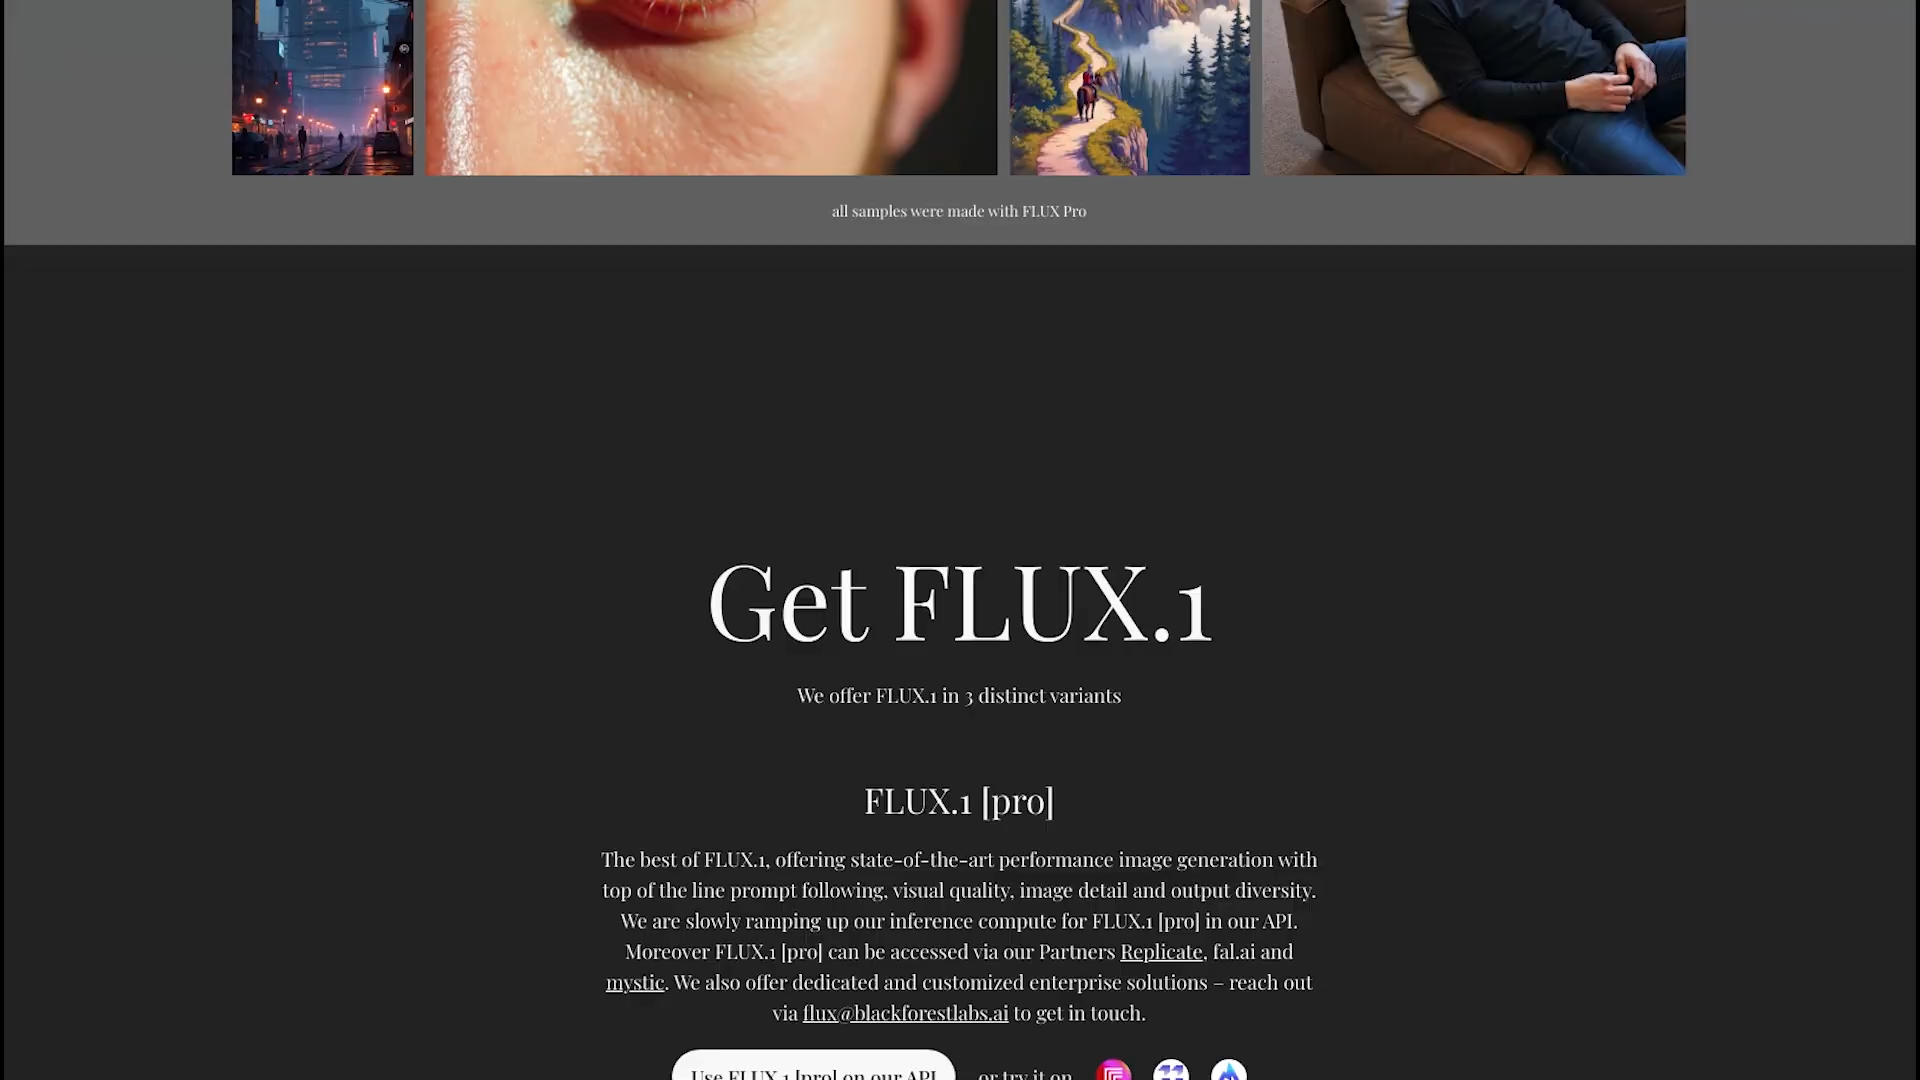 all samples were made with FLUX Pro
Get FLUX.1
We offer FLUX.1 in 3 distinct variants
FLUX.1 [pro]
The best of FLUX.1, offering state-of-the-art performance image generation with
top of the line prompt following, visual quality, image detail and output diversity.
We are slowly ramping up our inference compute for FLUX.1 [pro] in our API.
Moreover FLUX.1 [pro] can be accessed via our Partners Replicate, fal.ai and
mystic. We also offer dedicated and customized enterprise solutions – reach out
via flux@blackforestlabs.ai to get in touch.
Use FLUX.1 [pro] on our API or try it on